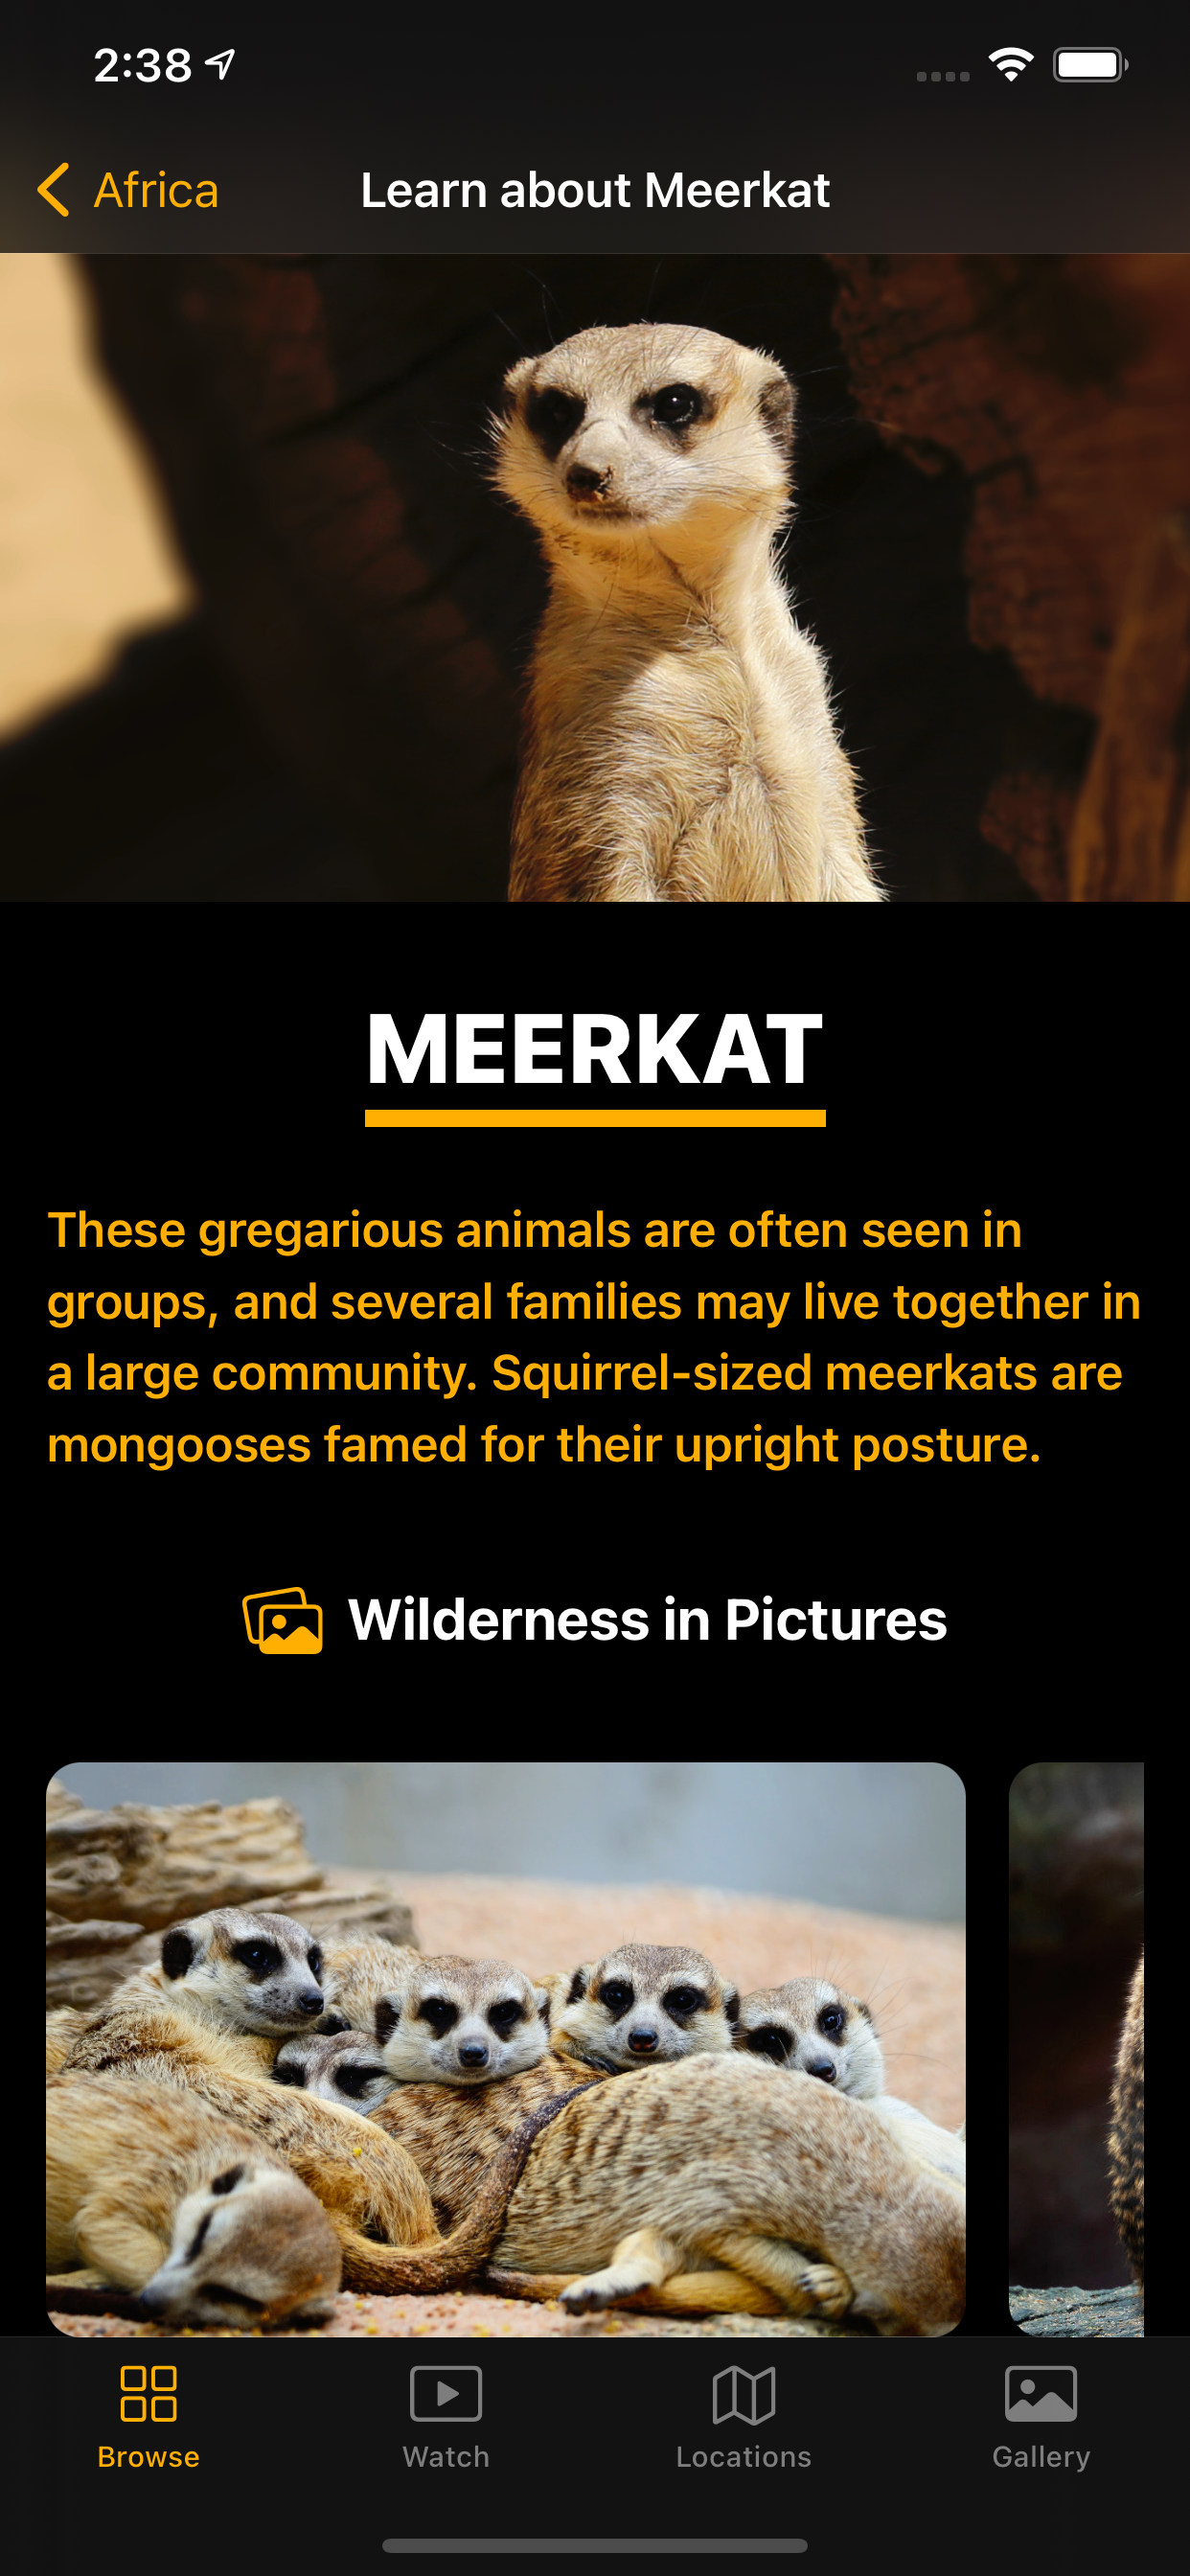 2:38
Africa
Learn about Meerkat
MEERKAT
These gregarious animals are often seen in
groups, and several families may live together in
a large community. Squirrel-sized meerkats are
mongooses famed for their upright posture.
Wilderness in Pictures
Browse
Watch
Locations
Gallery